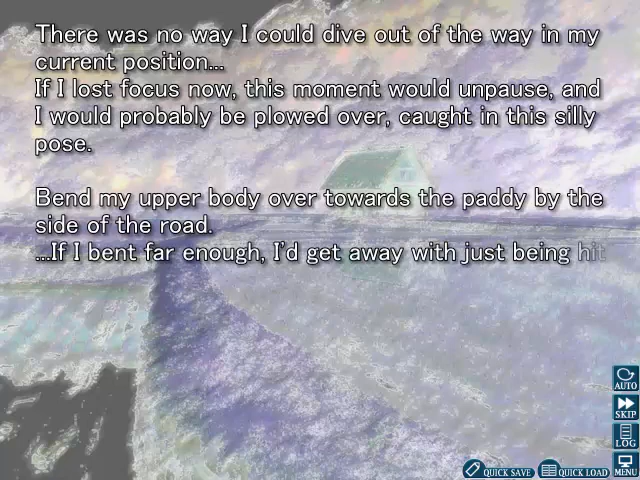 There was no way I could dive out of the way in my
current position...
If I lost focus now, this moment would unpause, and
I would probably be plowed over, caught in this silly
pose.
Bend my upper body over towards the paddy by the
side of the road.
...If I bent far enough, I'd get away with just being hit
AUTO
SKIP
LOG
MENU
QUICK SAVE
QUICK LOAD